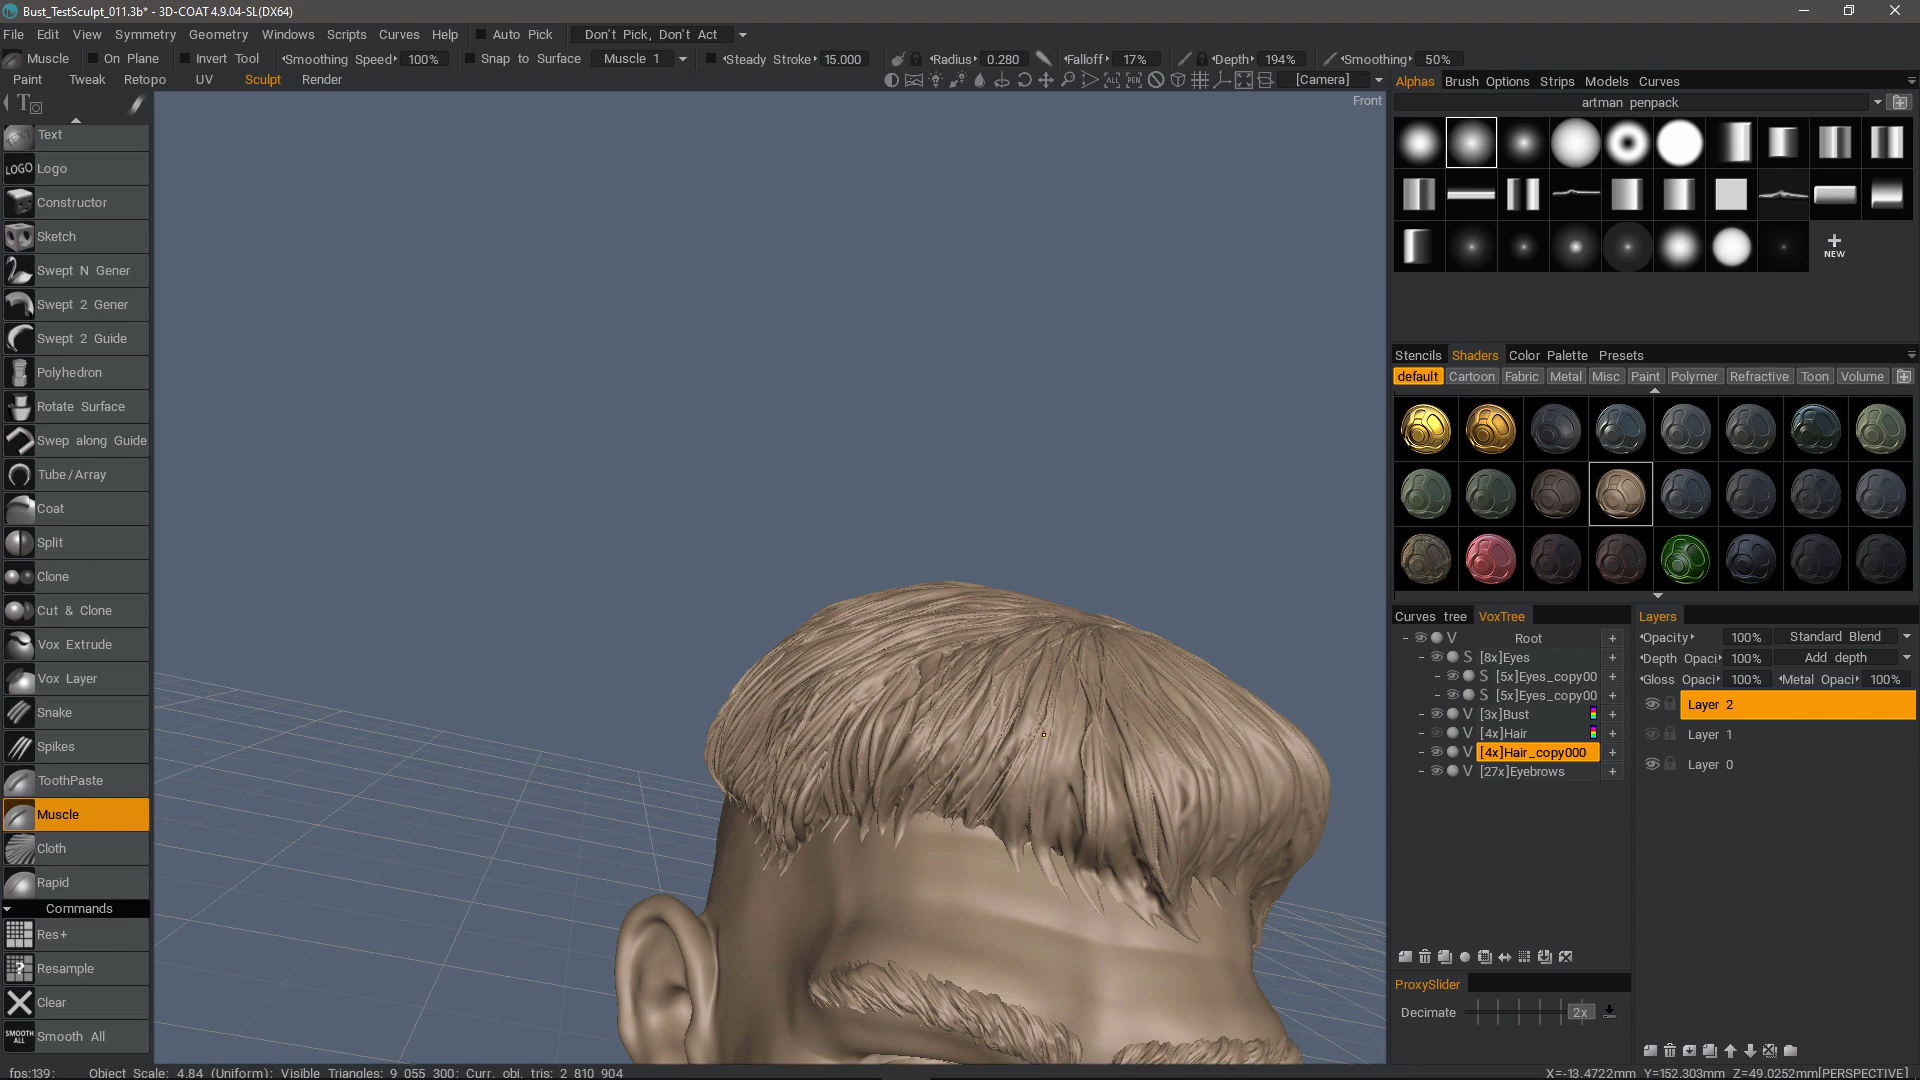 Bust_TestSculpt_011.3b* - 3D-COAT 4.9.04-SL(DX64)
File Edit View Symmetry Geometry Windows Scripts Curves Help Auto Pick Don't Pick, Don't Act
Muscle On Plane Invert Tool Smoothing Speed 100% Snap to Surface Muscle 1 Steady Stroke 15.000 Radius 0.280 Falloff 17% Depth 194% Smoothing 50%
Paint Tweak Retopo UV Sculpt Render [Camera]
Front
Text
LOGO Logo
Constructor
Sketch
Swept N Gener
Swept 2 Gener
Swept 2 Guide
Polyhedron
Rotate Surface
Swep along Guide
Tube/Array
Coat
Split
Clone
Cut & Clone
Vox Extrude
Vox Layer
Snake
Spikes
ToothPaste
Muscle
Cloth
Rapid
Commands
Res+
Resample
Clear
SMOOTH ALL Smooth All
Alphas Brush Options Strips Models Curves
artman penpack
NEW
Stencils Shaders Color Palette Presets
default Cartoon Fabric Metal Misc Paint Polymer Refractive Toon Volume
Curves tree VoxTree
Root
[8x]Eyes
[5x]Eyes_copy00
[5x]Eyes_copy00
[3x]Bust
[4x]Hair
[4x]Hair_copy000
[27x]Eyebrows
ProxySlider
Decimate 2x
Layers
Opacity 100% Standard Blend
Depth Opaci 100% Add depth
Gloss Opaci 100% Metal Opaci 100%
Layer 2
Layer 1
Layer 0
fps:139; Object Scale: 4.84 (Uniform); Visible Triangles: 9 055 300; Curr. obj. tris: 2 810 904
X=-13.4722mm Y=152.303mm Z=49.0252mm[PERSPECTIVE]